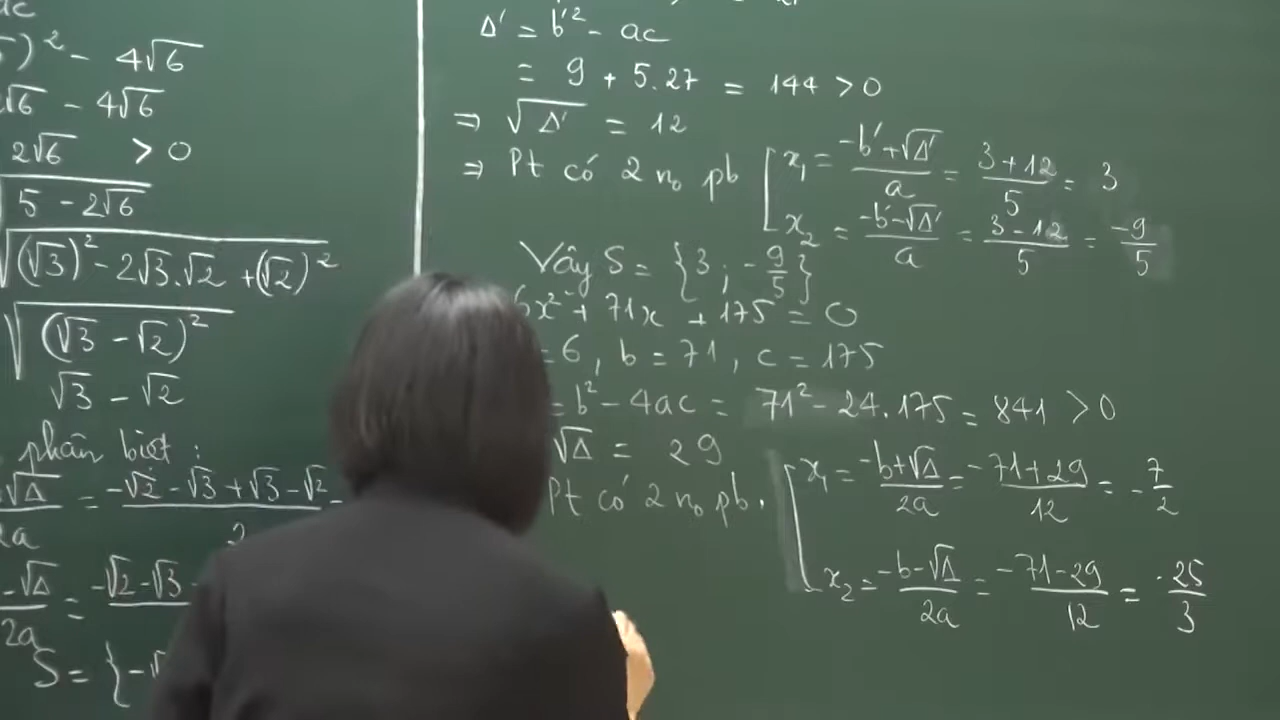 ac
)² - 4√6
√6 - 4√6
2√6 > 0
√5 - 2√6
√(√3)² - 2√3.√2 + (√2)²
√(√3 - √2)²
√3 - √2
phân biệt :
√Δ/2a = -√2 - √3 + √3 - √2/2
-√Δ/2a = -√2 - √3
S = {-√
Δ' = b'² - ac
= 9 + 5.27 = 144 > 0
⇒ √Δ' = 12
⇒ Pt có 2 no pb [ x₁ = -b' + √Δ'/a = 3 + 12/5 = 3
x₂ = -b' - √Δ'/a = 3 - 12/5 = -9/5
Vây S = {3 ; -9/5}
6x² + 71x + 175 = 0
= 6, b = 71, c = 175
= b² - 4ac = 71² - 24.175 = 841 > 0
√Δ = 29
Pt có 2 no pb. [ x₁ = -b + √Δ/2a = -71 + 29/12 = -7/2
x₂ = -b - √Δ/2a = -71 - 29/12 = -25/3